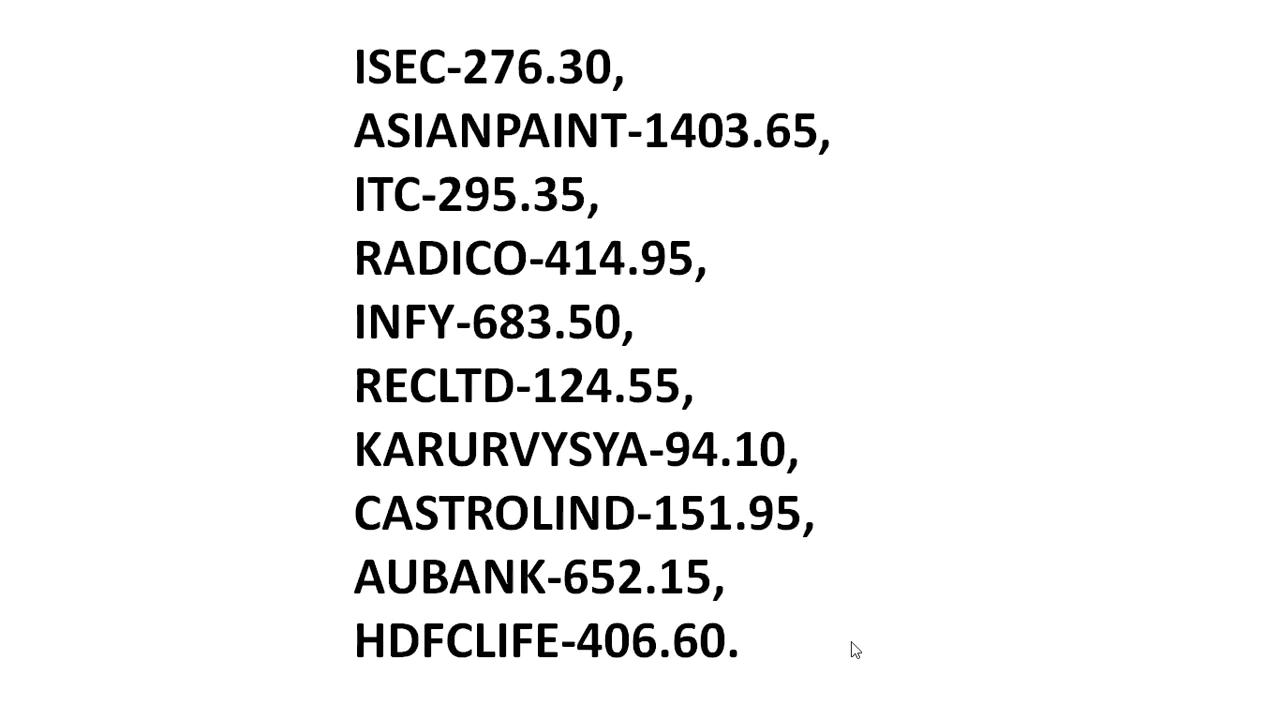 ISEC-276.30,
ASIANPAINT-1403.65,
ITC-295.35,
RADICO-414.95,
INFY-683.50,
RECLTD-124.55,
KARURVYSYA-94.10,
CASTROLIND-151.95,
AUBANK-652.15,
HDFCLIFE-406.60.